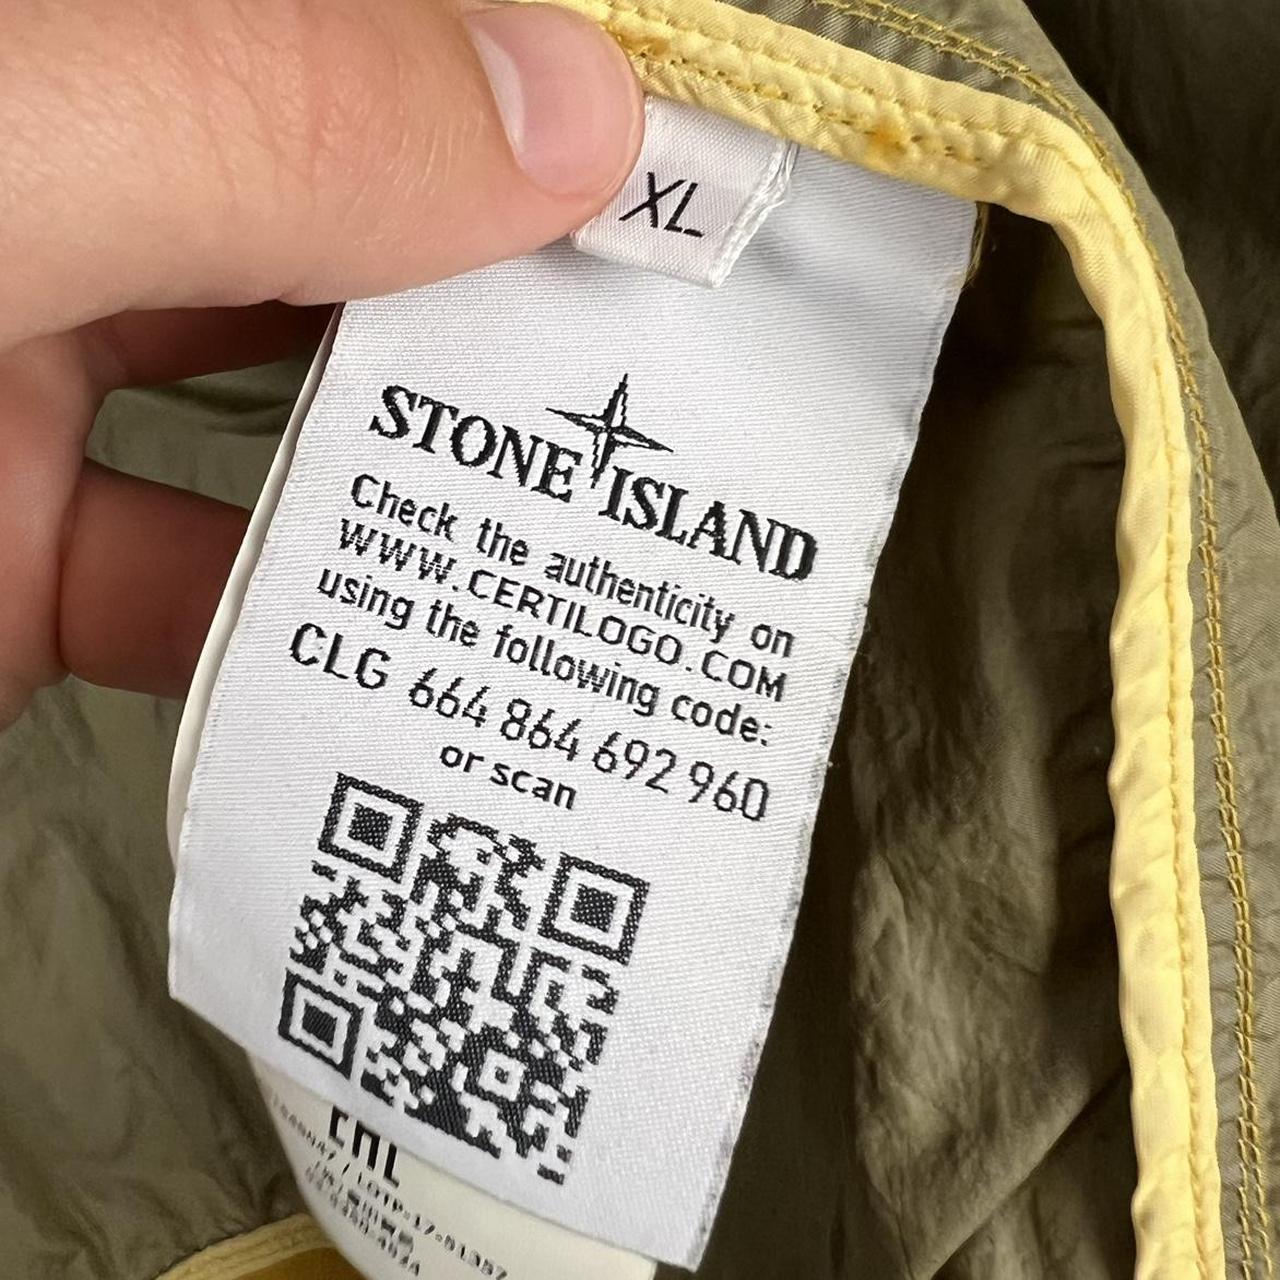 XL
STONE ISLAND
Check the authenticity on
WWW.CERTILOGO.COM
using the following code:
CLG 664 864 692 960
or scan
EAC